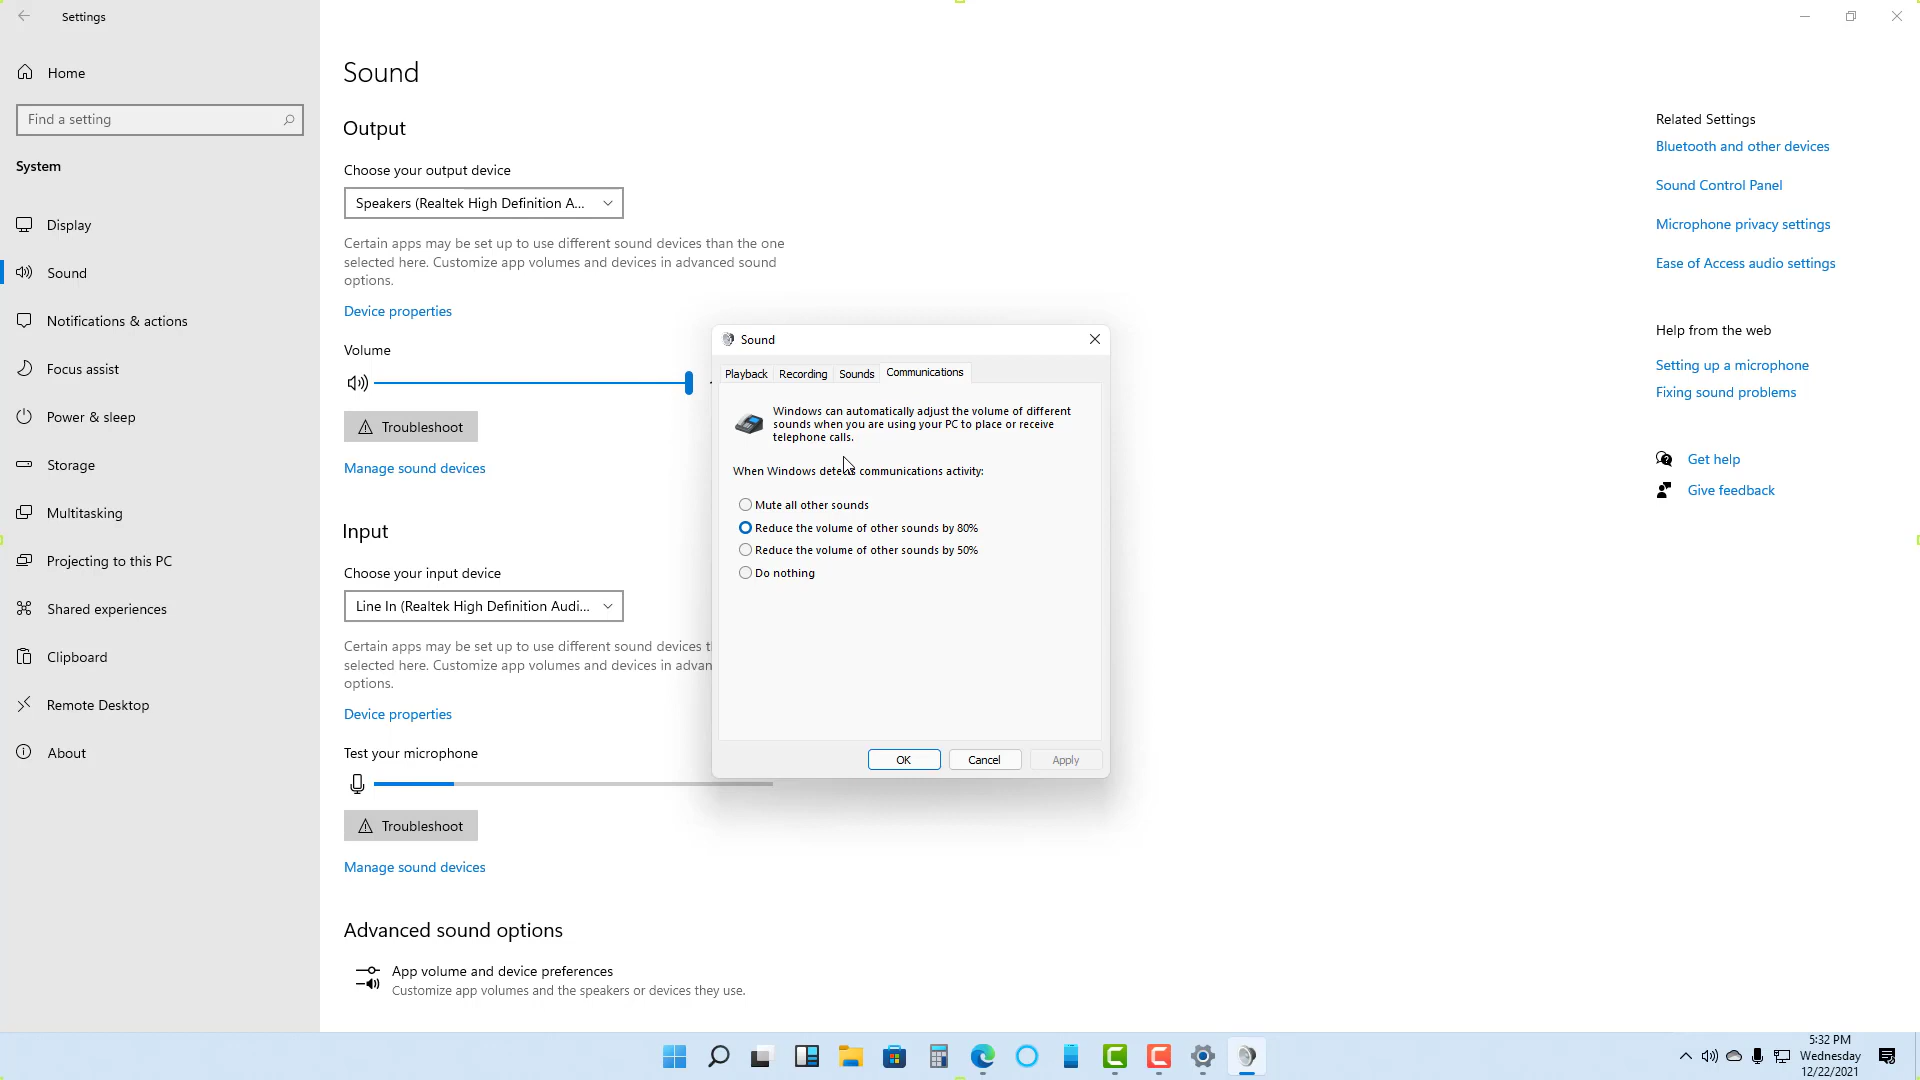 Settings
Home
Find a setting
System
Display
Sound
Notifications & actions
Focus assist
Power & sleep
Storage
Multitasking
Projecting to this PC
Shared experiences
Clipboard
Remote Desktop
About
Sound
Output
Choose your output device
Speakers (Realtek High Definition A...
Certain apps may be set up to use different sound devices than the one
selected here. Customize app volumes and devices in advanced sound
options.
Device properties
Volume
Troubleshoot
Manage sound devices
Input
Choose your input device
Line In (Realtek High Definition Audi...
Certain apps may be set up to use different sound devices
selected here. Customize app volumes and devices in
options.
Device properties
Test your microphone
Troubleshoot
Manage sound devices
Advanced sound options
App volume and device preferences
Customize app volumes and the speakers or devices they use.
Sound
Playback
Recording
Sounds
Communications
Windows can automatically adjust the volume of different
sounds when you are using your PC to place or receive
telephone calls.
When Windows detects communications activity:
Mute all other sounds
Reduce the volume of other sounds by 80%
Reduce the volume of other sounds by 50%
Do nothing
OK
Cancel
Apply
Related Settings
Bluetooth and other devices
Sound Control Panel
Microphone privacy settings
Ease of Access audio settings
Help from the web
Setting up a microphone
Fixing sound problems
Get help
Give feedback
5:32 PM
Wednesday
12/22/2021